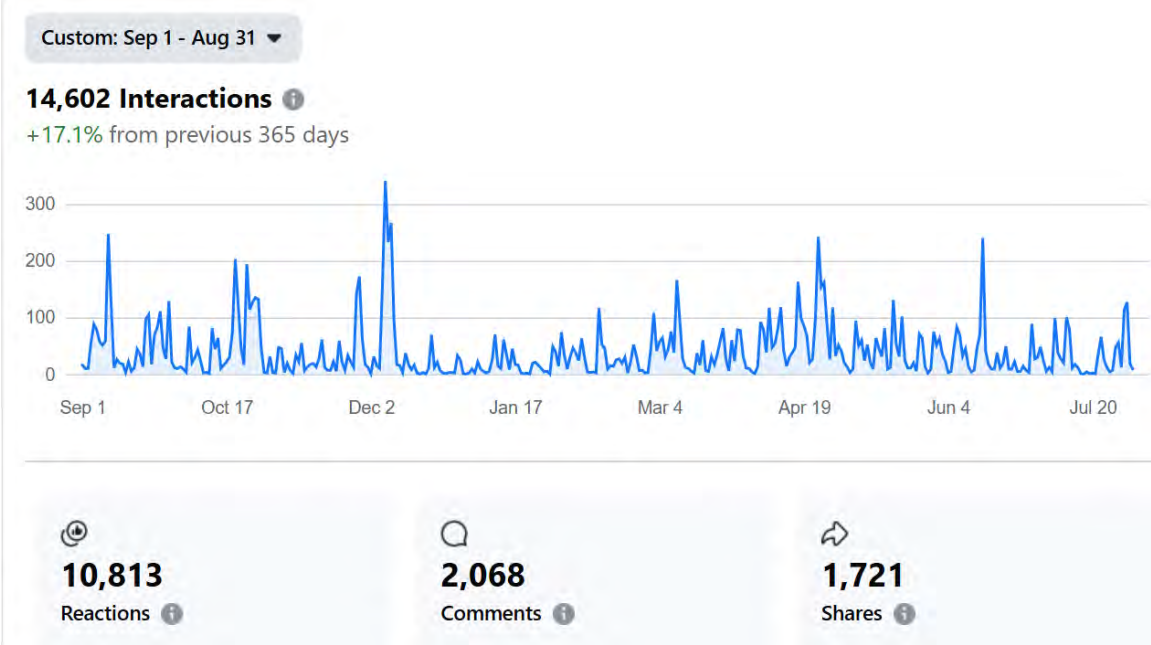 Custom: Sep 1 - Aug 31
14,602 Interactions
+17.1% from previous 365 days
300
200
100
0
Sep 1 Oct 17 Dec 2 Jan 17 Mar 4 Apr 19 Jun 4 Jul 20
10,813 2,068 1,721
Reactions Comments Shares